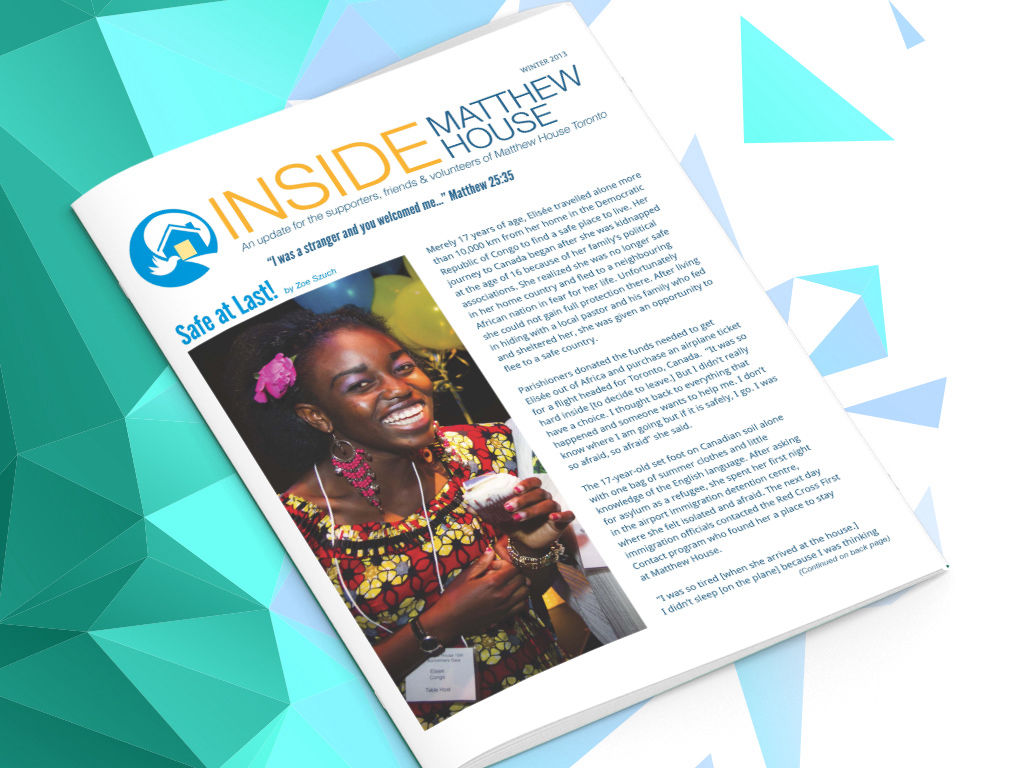 WINTER 2013
INSIDE MATTHEW
HOUSE
An update for the supporters, friends & volunteers of Matthew House Toronto
"I was a stranger and you welcomed me..." Matthew 25:35
Safe at Last! by Zoe Szuch
Merely 17 years of age, Elisée travelled alone more
than 10,000 km from her home in the Democratic
Republic of Congo to find a safe place to live. Her
journey to Canada began after she was kidnapped
at the age of 16 because of her family's political
associations. She realized she was no longer safe
in her home country and fled to a neighbouring
African nation in fear for her life. Unfortunately
she could not gain full protection there. After living
in hiding with a local pastor and his family who fed
and sheltered her, she was given an opportunity to
flee to a safe country.
Parishioners donated the funds needed to get
Elisée out of Africa and purchase an airplane ticket
for a flight headed for Toronto, Canada. "It was so
hard inside [to decide to leave.] But I didn't really
have a choice. I thought back to everything that
happened and someone wants to help me. I don't
know where I am going but if it is safely, I go. I was
so afraid, so afraid" she said.
The 17-year-old set foot on Canadian soil alone
with one bag of summer clothes and little
knowledge of the English language. After asking
for asylum as a refugee, she spent her first night
in the airport immigration detention centre,
where she felt isolated and afraid. The next day
immigration officials contacted the Red Cross First
Contact program who found her a place to stay
at Matthew House.
"I was so tired [when she arrived at the house.]
I didn't sleep [on the plane] because I was thinking
(Continued on back page)
House
Elisée
Congo
Table Host